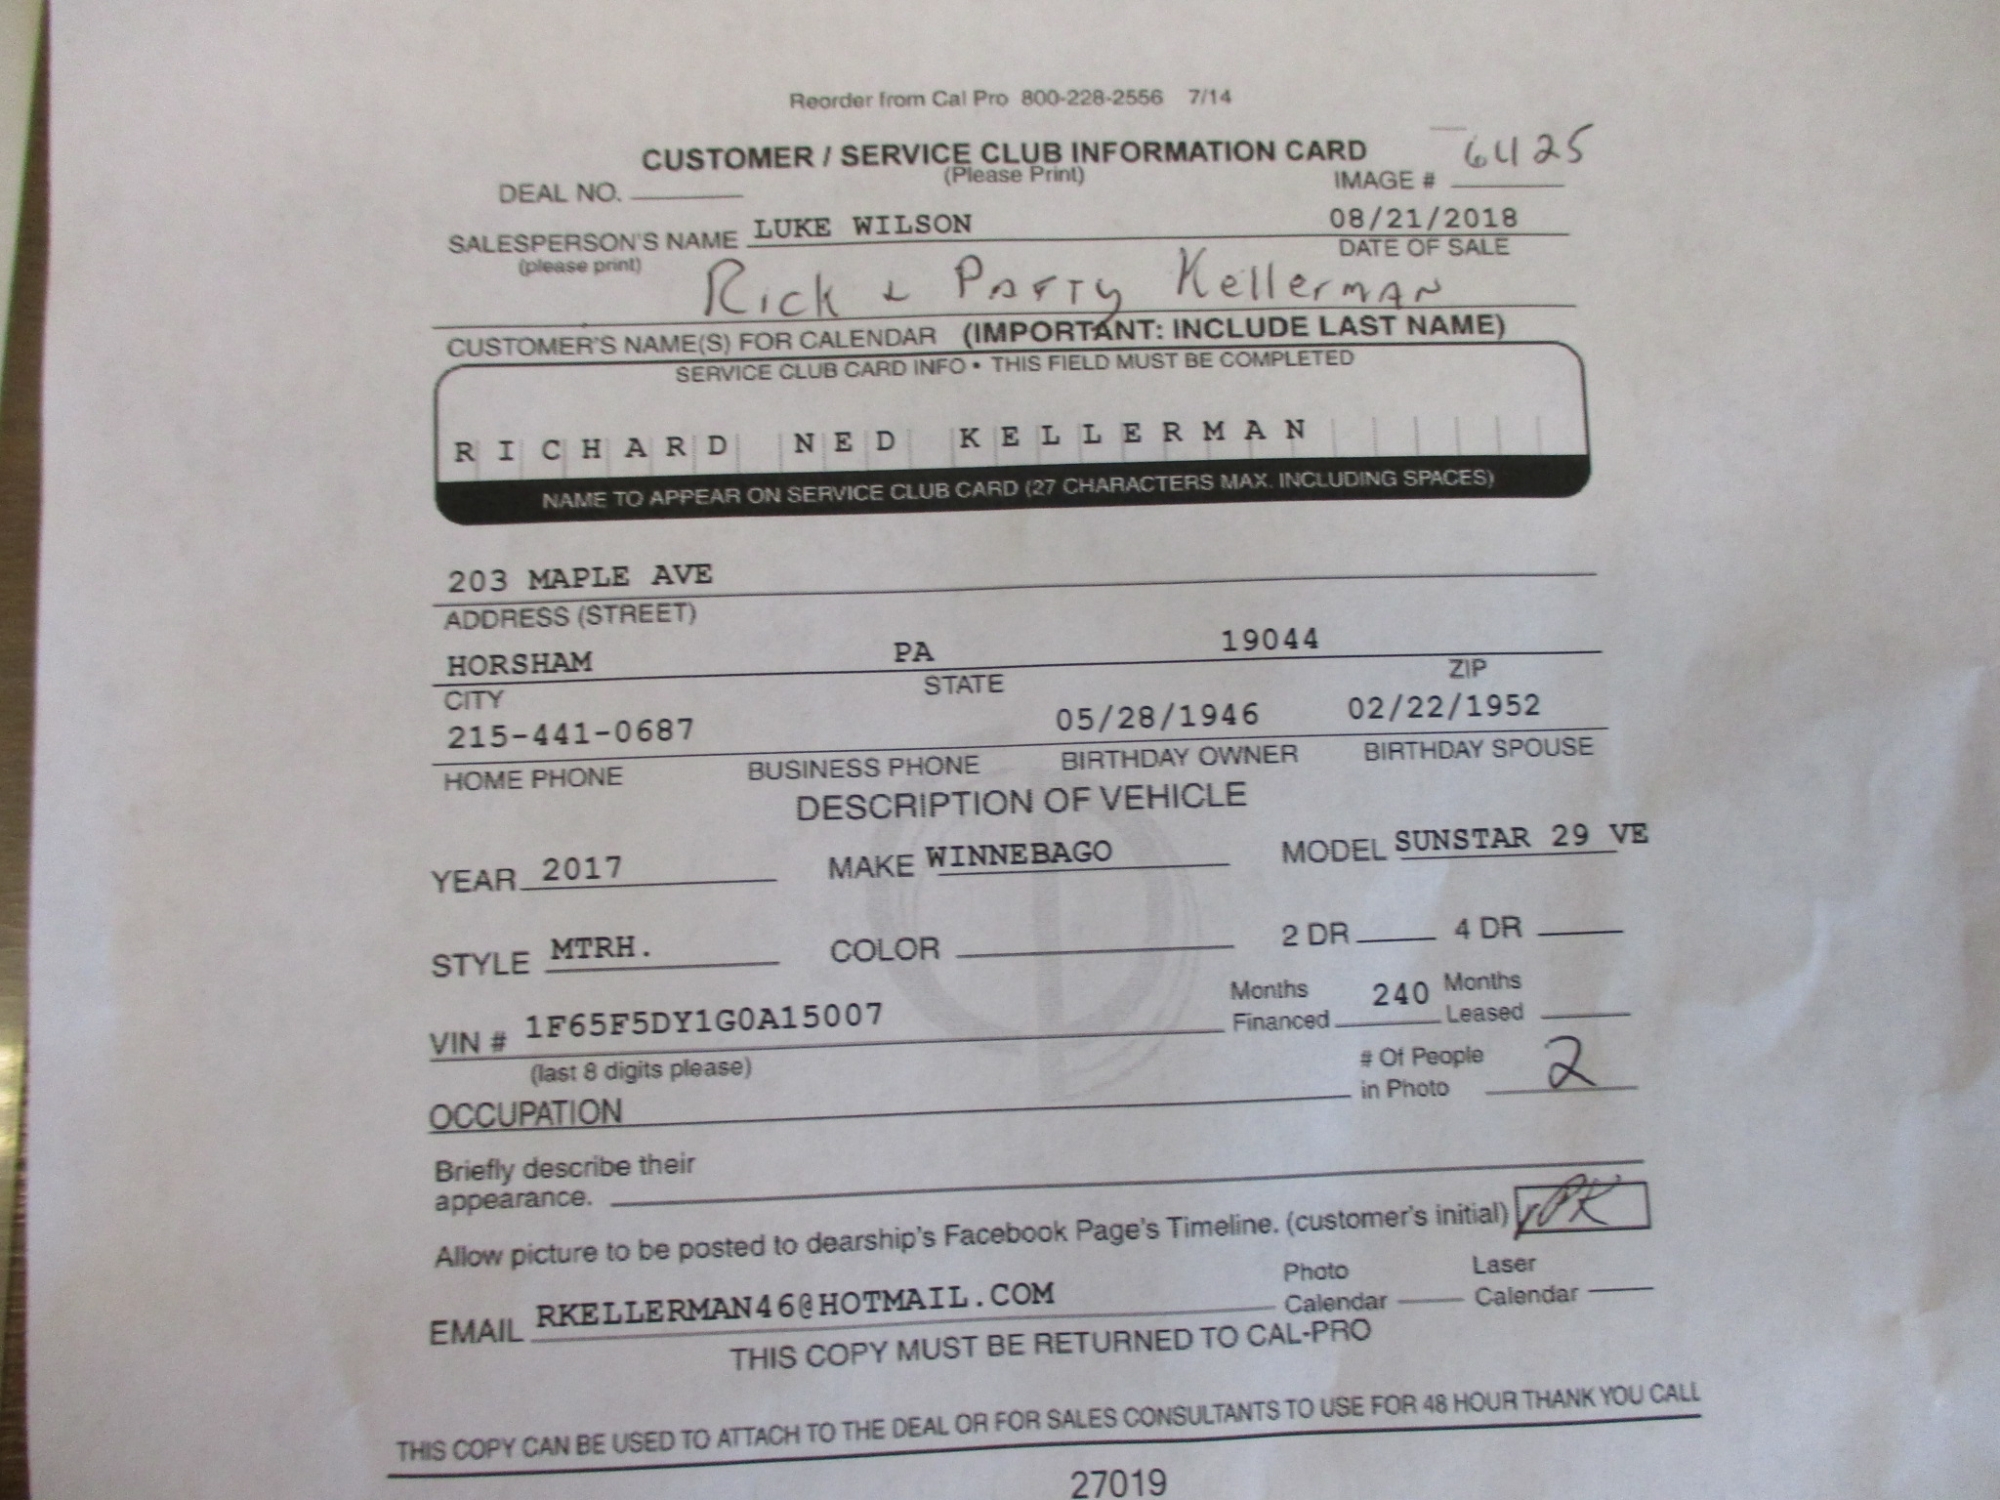 Reorder from Cal Pro 800-228-2556 7/14
CUSTOMER / SERVICE CLUB INFORMATION CARD 6425
DEAL NO. (Please Print) IMAGE #
SALESPERSON'S NAME LUKE WILSON 08/21/2018
(please print) DATE OF SALE
Rick & Patty Kellerman
CUSTOMER'S NAME(S) FOR CALENDAR (IMPORTANT: INCLUDE LAST NAME)
SERVICE CLUB CARD INFO • THIS FIELD MUST BE COMPLETED
RICHARD NED KELLERMAN
NAME TO APPEAR ON SERVICE CLUB CARD (27 CHARACTERS MAX. INCLUDING SPACES)
203 MAPLE AVE
ADDRESS (STREET)
HORSHAM PA 19044
CITY STATE ZIP
215-441-0687 05/28/1946 02/22/1952
HOME PHONE BUSINESS PHONE BIRTHDAY OWNER BIRTHDAY SPOUSE
DESCRIPTION OF VEHICLE
YEAR 2017 MAKE WINNEBAGO MODEL SUNSTAR 29 VE
STYLE MTRH. COLOR 2 DR 4 DR
VIN # 1F65F5DY1G0A15007 Months Financed 240 Months Leased
(last 8 digits please) # Of People in Photo 2
OCCUPATION
Briefly describe their
appearance.
Allow picture to be posted to dearship's Facebook Page's Timeline. (customer's initial) PK
EMAIL RKELLERMAN46@HOTMAIL.COM Photo Calendar Laser Calendar
THIS COPY MUST BE RETURNED TO CAL-PRO
THIS COPY CAN BE USED TO ATTACH TO THE DEAL OR FOR SALES CONSULTANTS TO USE FOR 48 HOUR THANK YOU CALL
27019